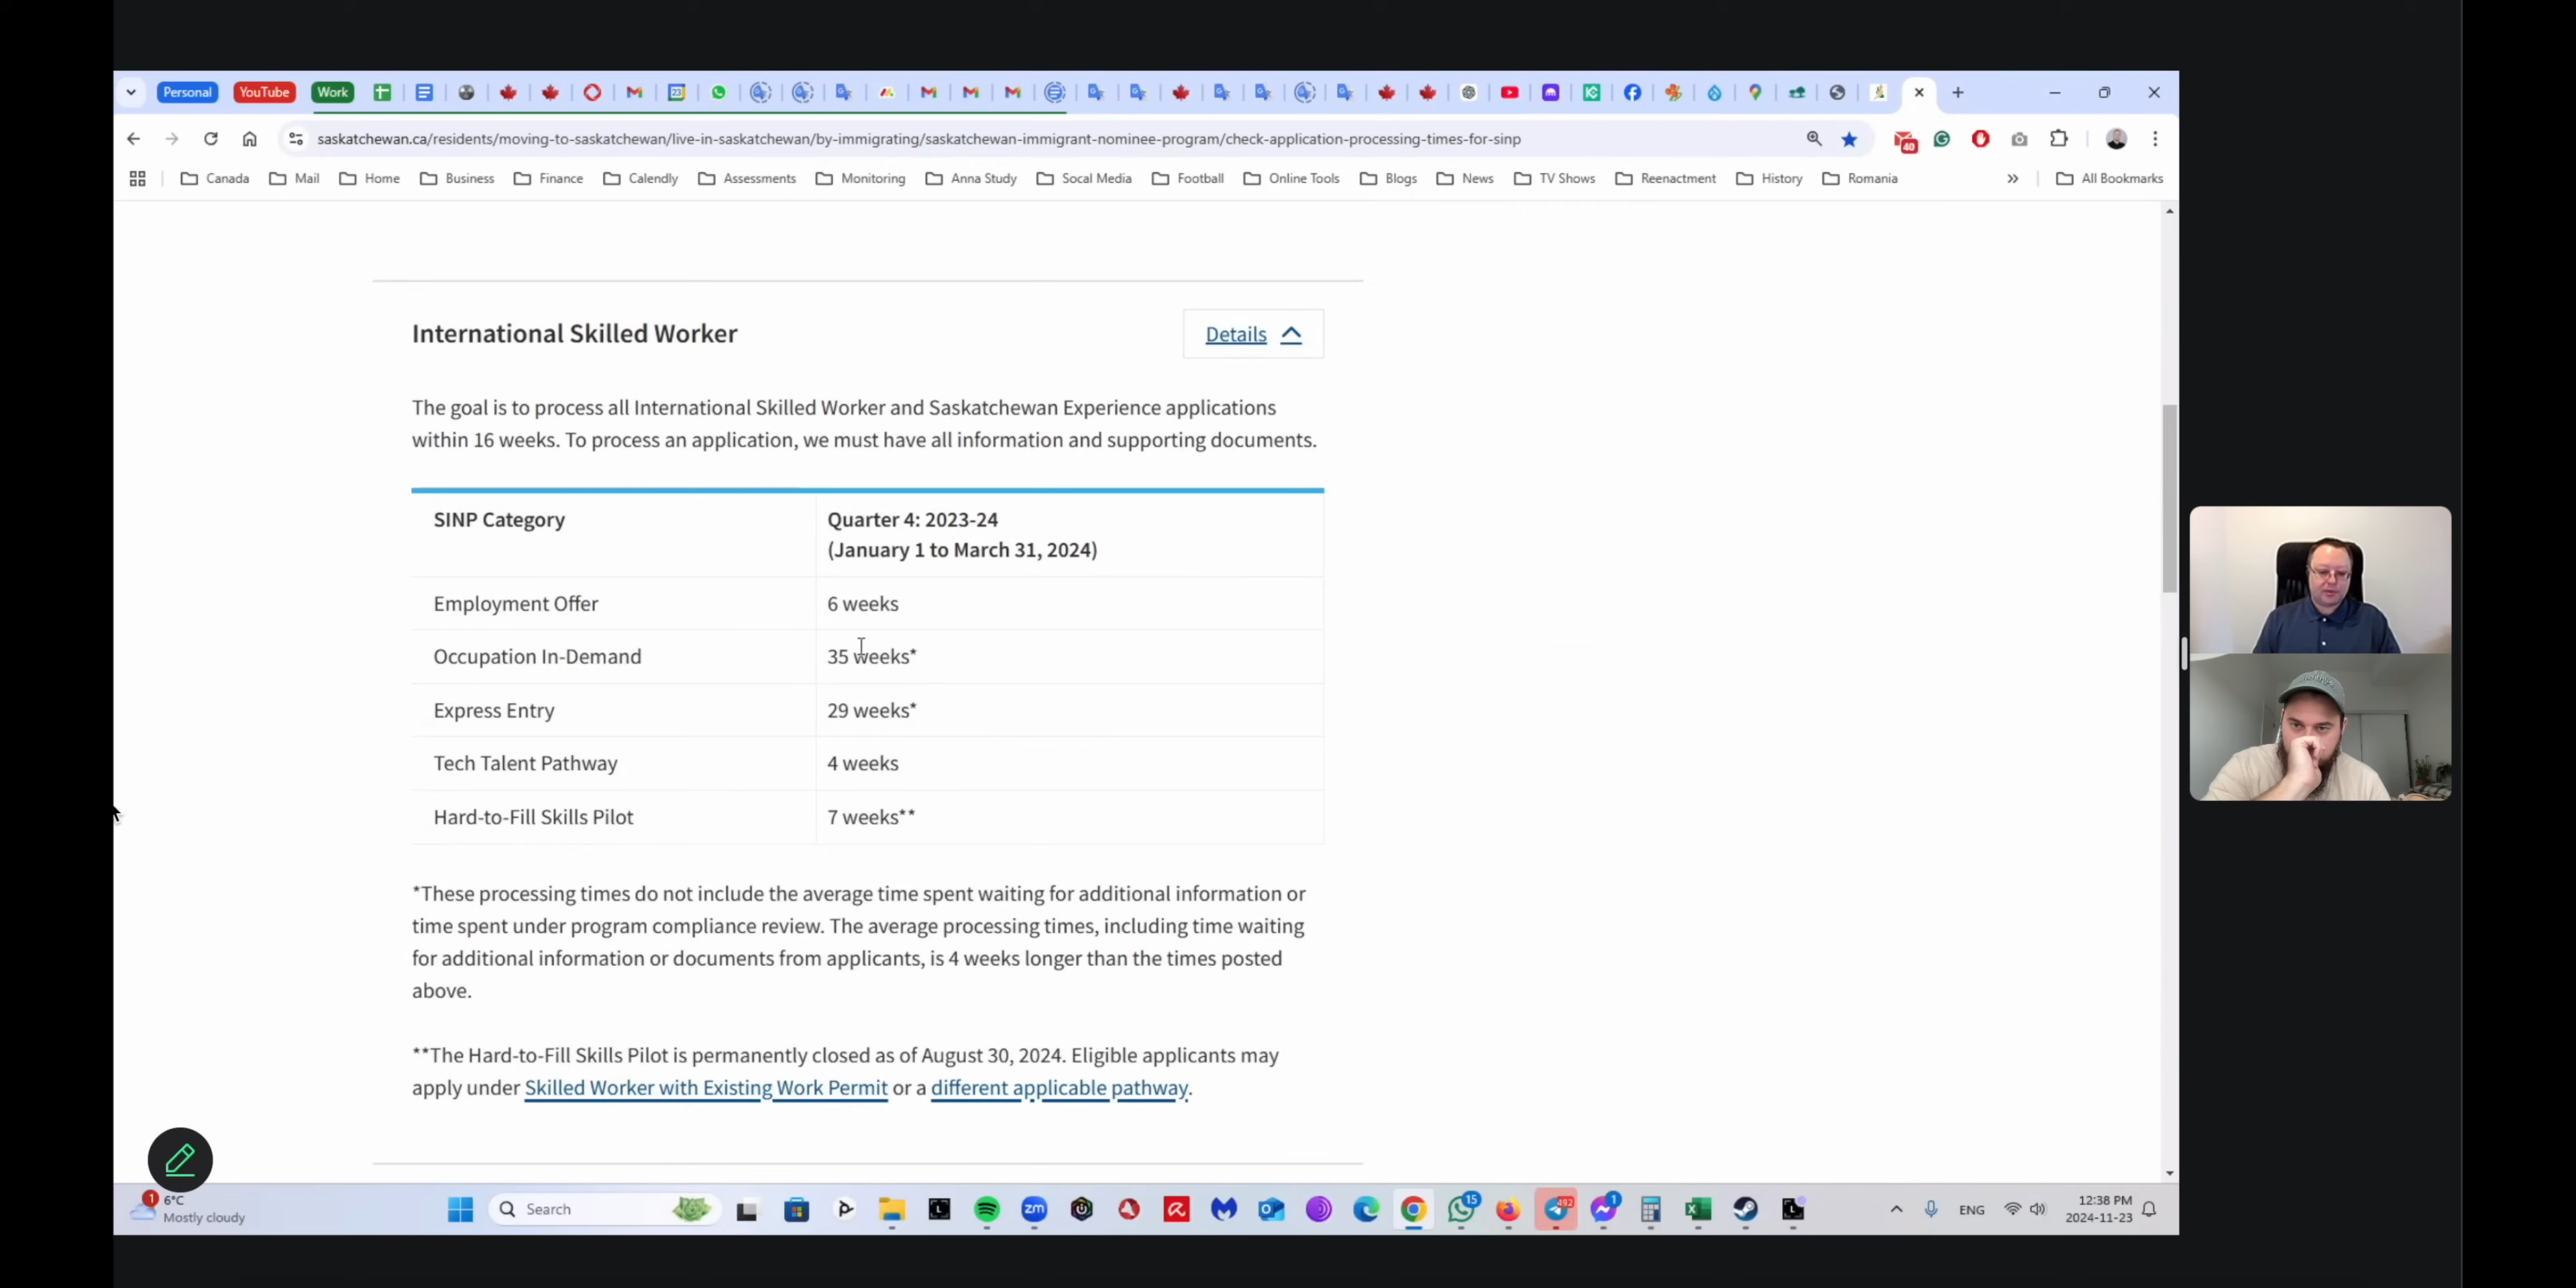 Personal YouTube Work
saskatchewan.ca/residents/moving-to-saskatchewan/live-in-saskatchewan/by-immigrating/saskatchewan-immigrant-nominee-program/check-application-processing-times-for-sinp
40
Canada Mail Home Business Finance Calendly Assessments Monitoring Anna Study Socal Media Football Online Tools Blogs News TV Shows Reenactment History Romania » All Bookmarks
International Skilled Worker
Details
The goal is to process all International Skilled Worker and Saskatchewan Experience applications
within 16 weeks. To process an application, we must have all information and supporting documents.
SINP Category
Quarter 4: 2023-24
(January 1 to March 31, 2024)
Employment Offer 6 weeks
Occupation In-Demand 35 weeks*
Express Entry 29 weeks*
Tech Talent Pathway 4 weeks
Hard-to-Fill Skills Pilot 7 weeks**
*These processing times do not include the average time spent waiting for additional information or
time spent under program compliance review. The average processing times, including time waiting
for additional information or documents from applicants, is 4 weeks longer than the times posted
above.
**The Hard-to-Fill Skills Pilot is permanently closed as of August 30, 2024. Eligible applicants may
apply under Skilled Worker with Existing Work Permit or a different applicable pathway.
1
6°C
Mostly cloudy
Search
zm
15
492
1
ENG
12:38 PM
2024-11-23